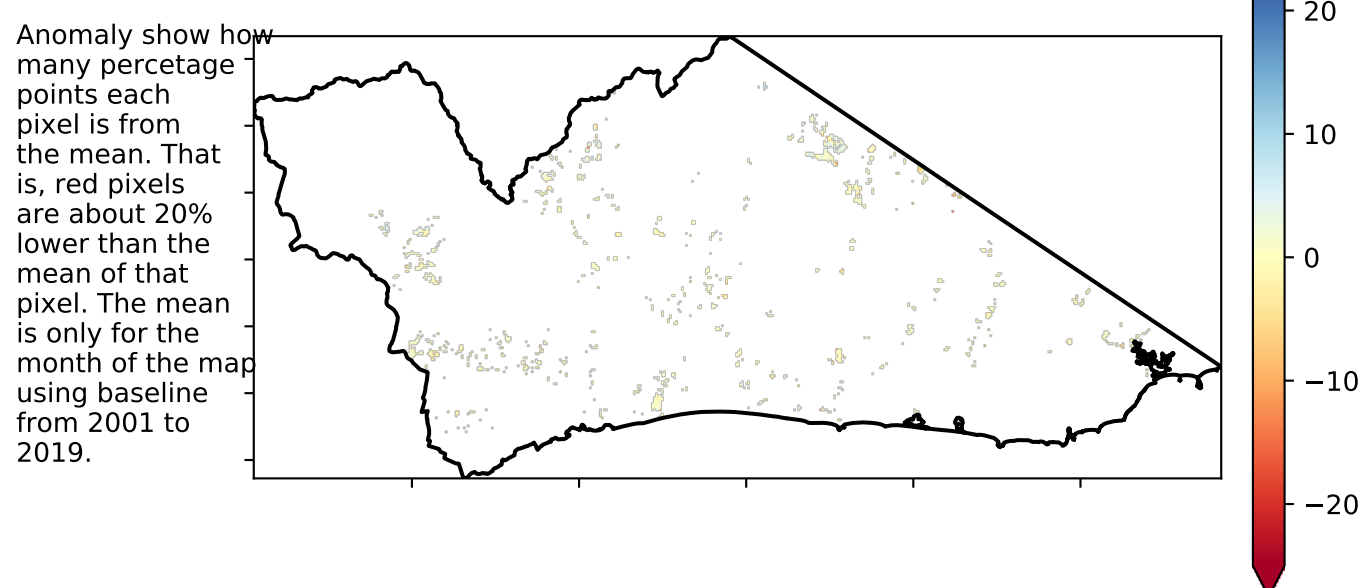 Anomaly show how
many percetage
points each
pixel is from
the mean. That
is, red pixels
are about 20%
lower than the
mean of that
pixel. The mean
is only for the
month of the map
using baseline
from 2001 to
2019.
20
10
0
−10
−20